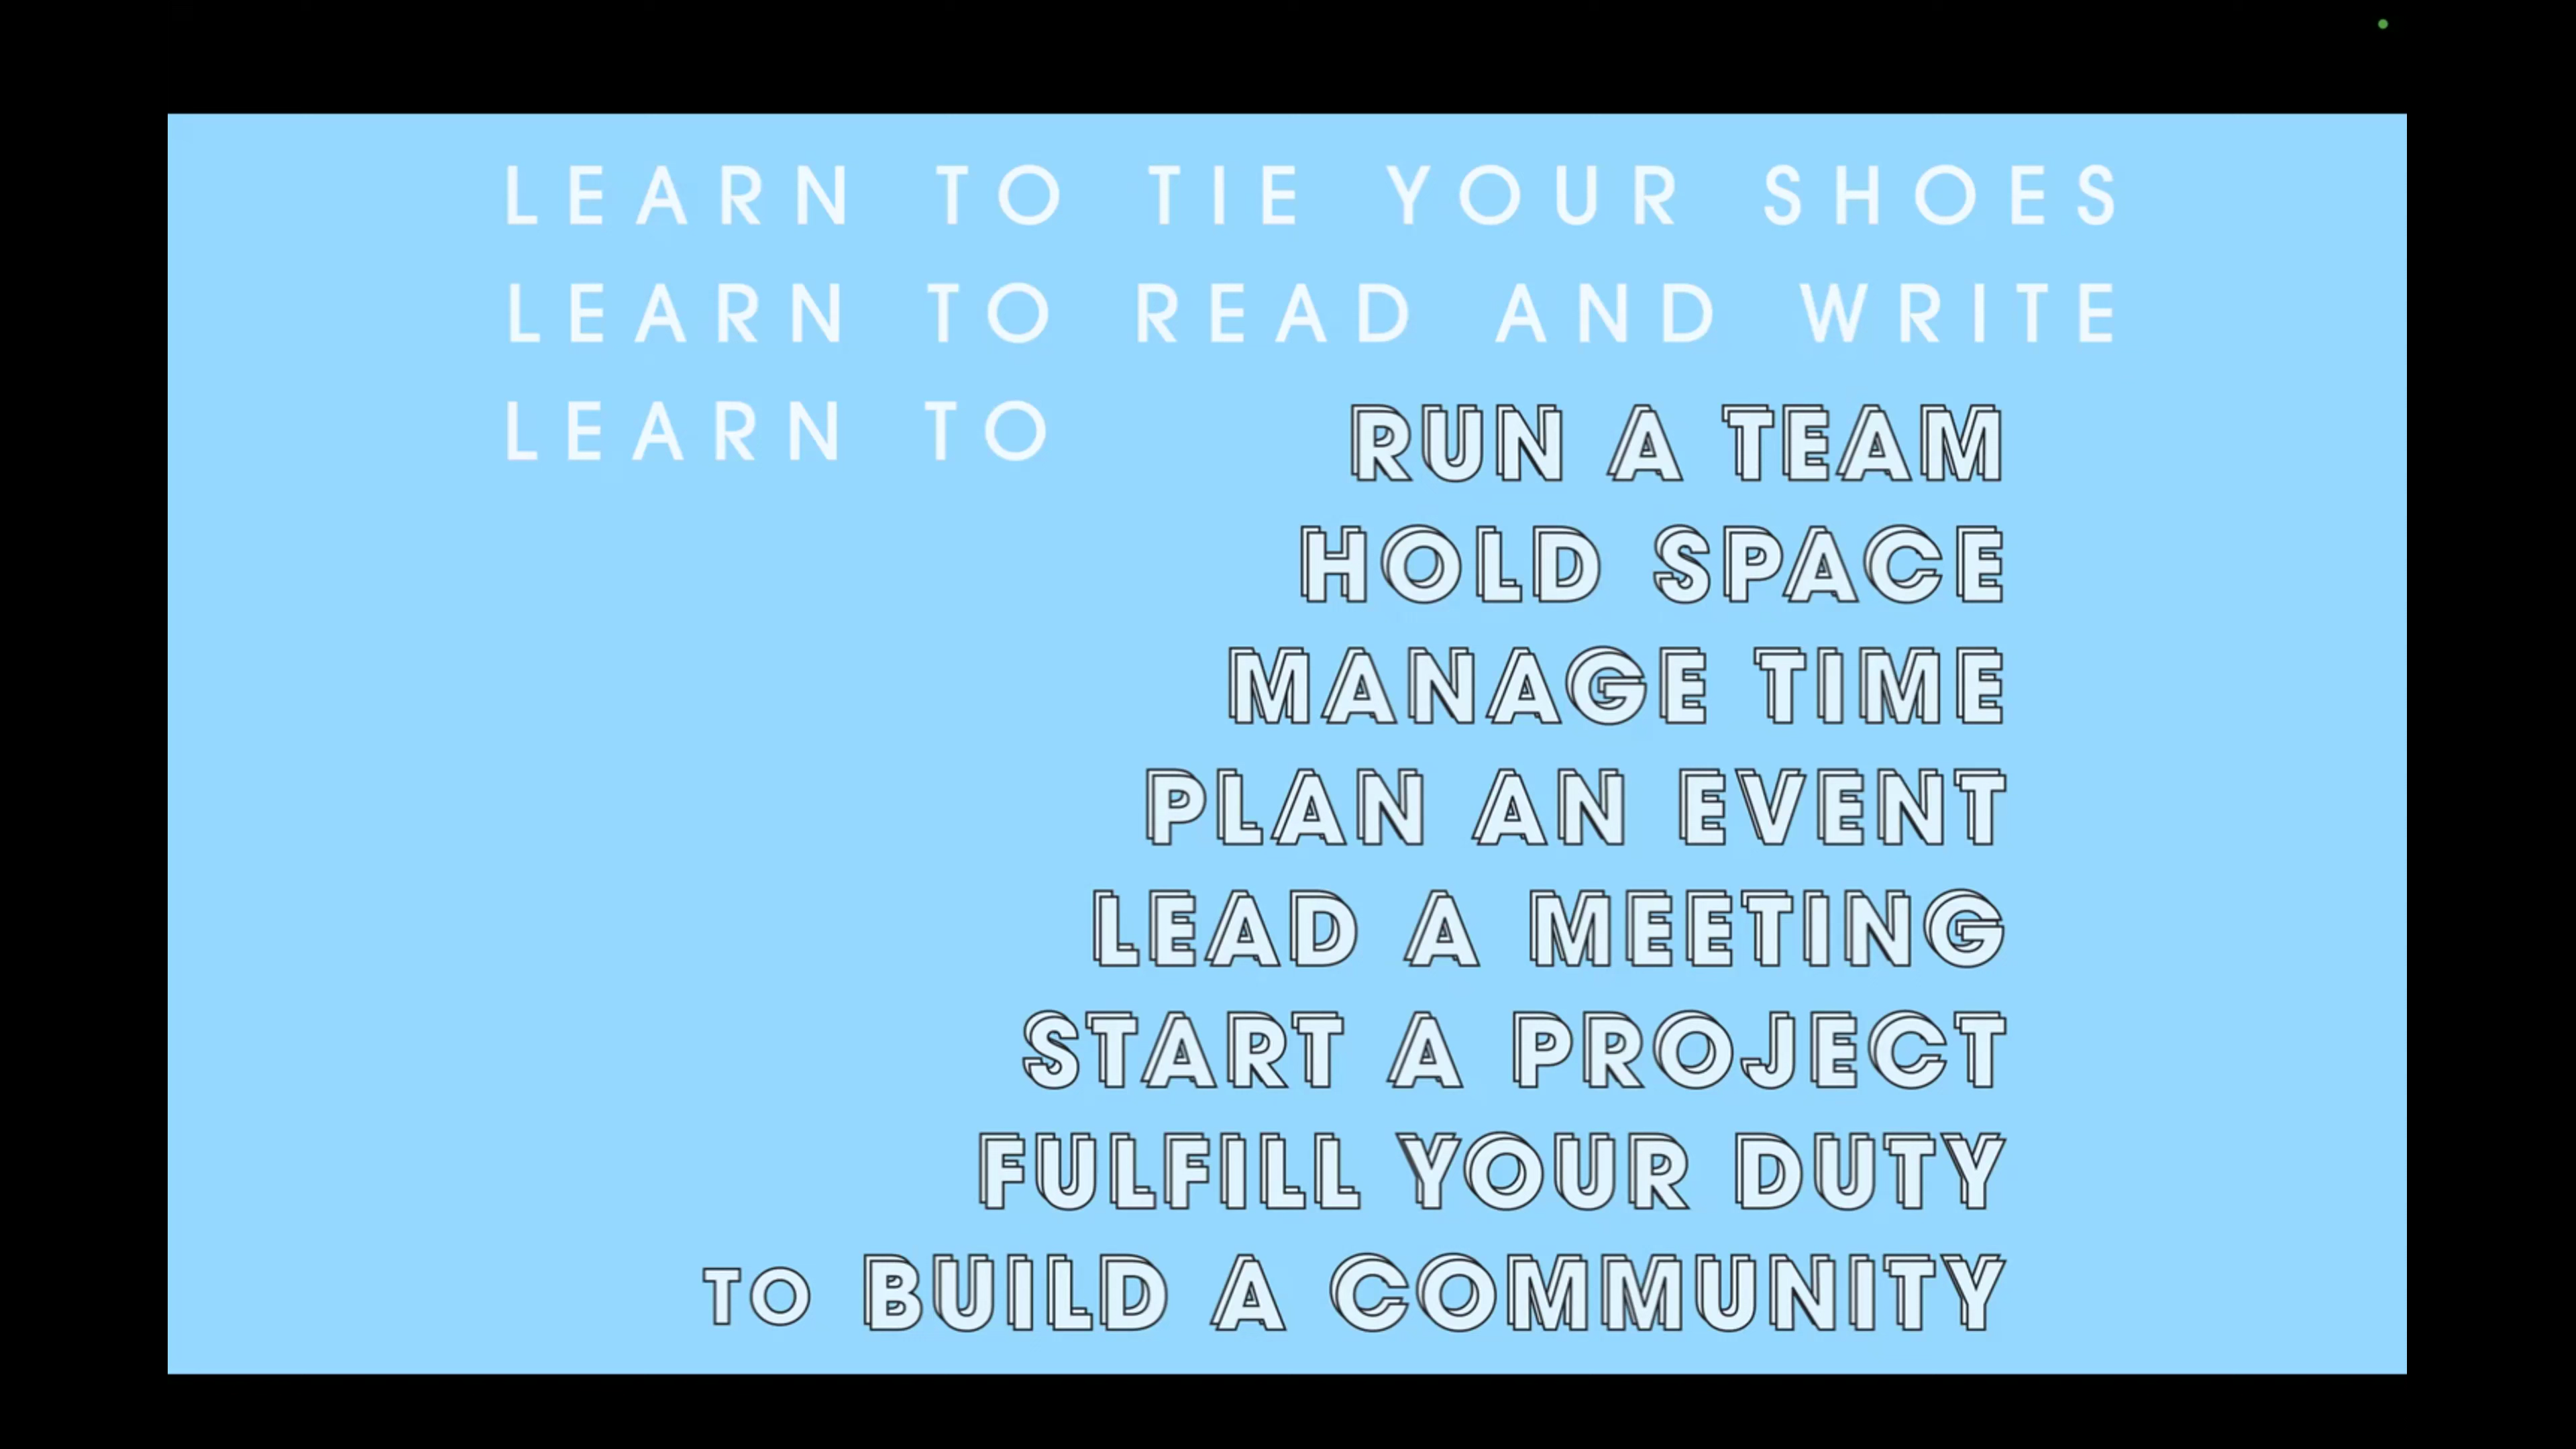 LEARN TO TIE YOUR SHOES
LEARN TO READ AND WRITE
LEARN TO RUN A TEAM
HOLD SPACE
MANAGE TIME
PLAN AN EVENT
LEAD A MEETING
START A PROJECT
FULFILL YOUR DUTY
TO BUILD A COMMUNITY